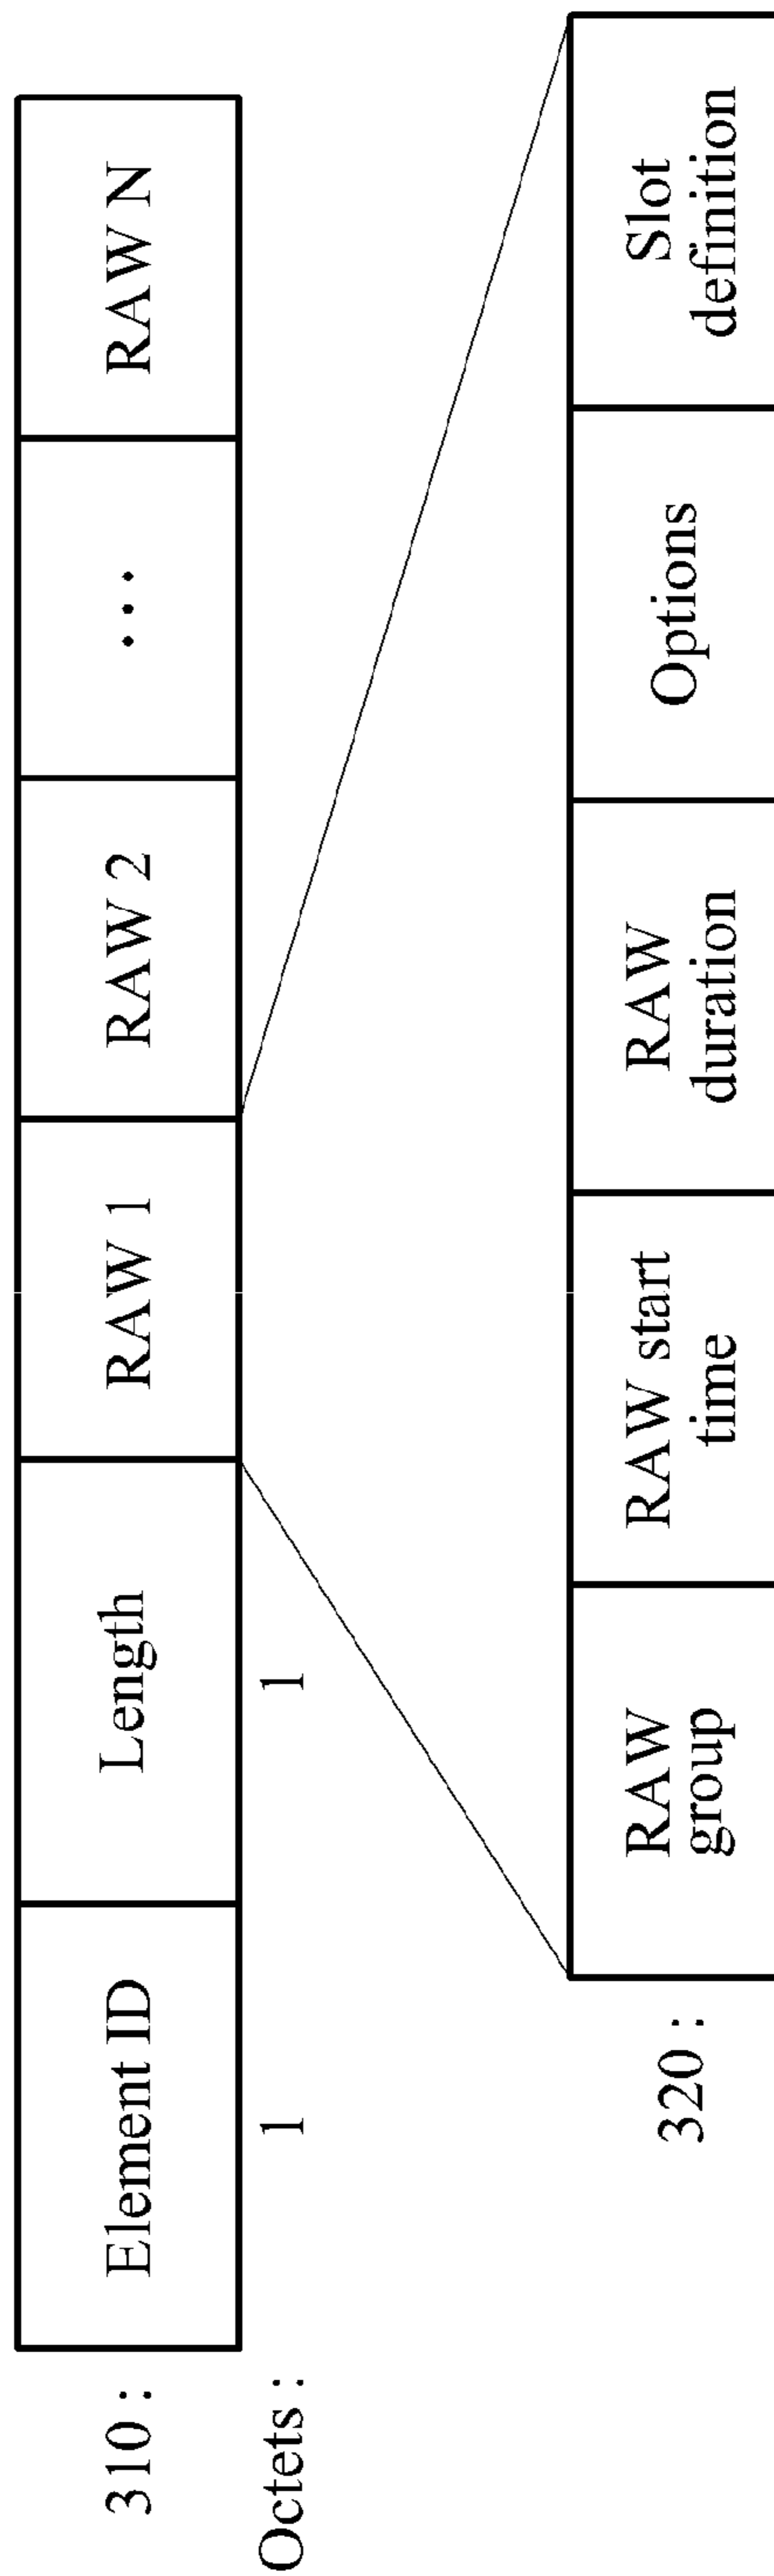 310 :
Element ID
Length
RAW 1
RAW 2
...
RAW N
Octets :
1
1
320 :
RAW
group
RAW start
time
RAW
duration
Options
Slot
definition